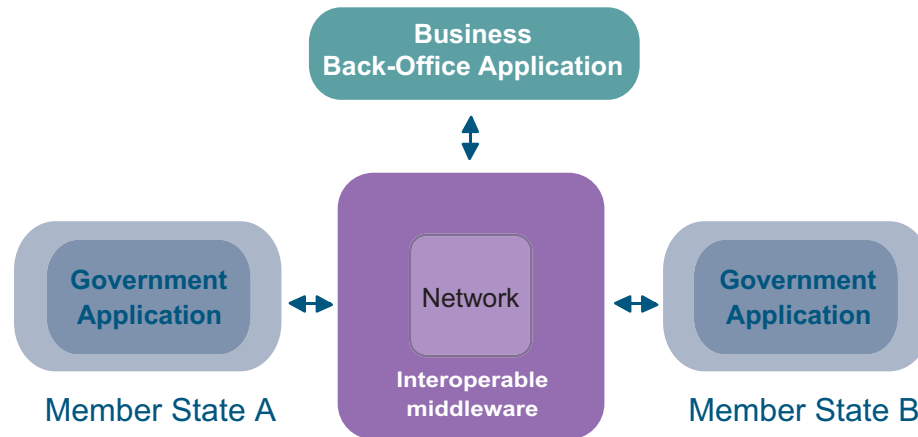 Business
Back-Office Application
Government
Application
Network
Government
Application
Interoperable
middleware
Member State A
Member State B